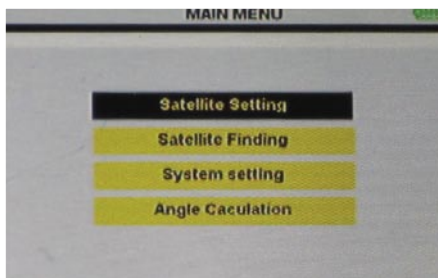 MAIN MENU
Satellite Setting
Satellite Finding
System setting
Angle Caculation